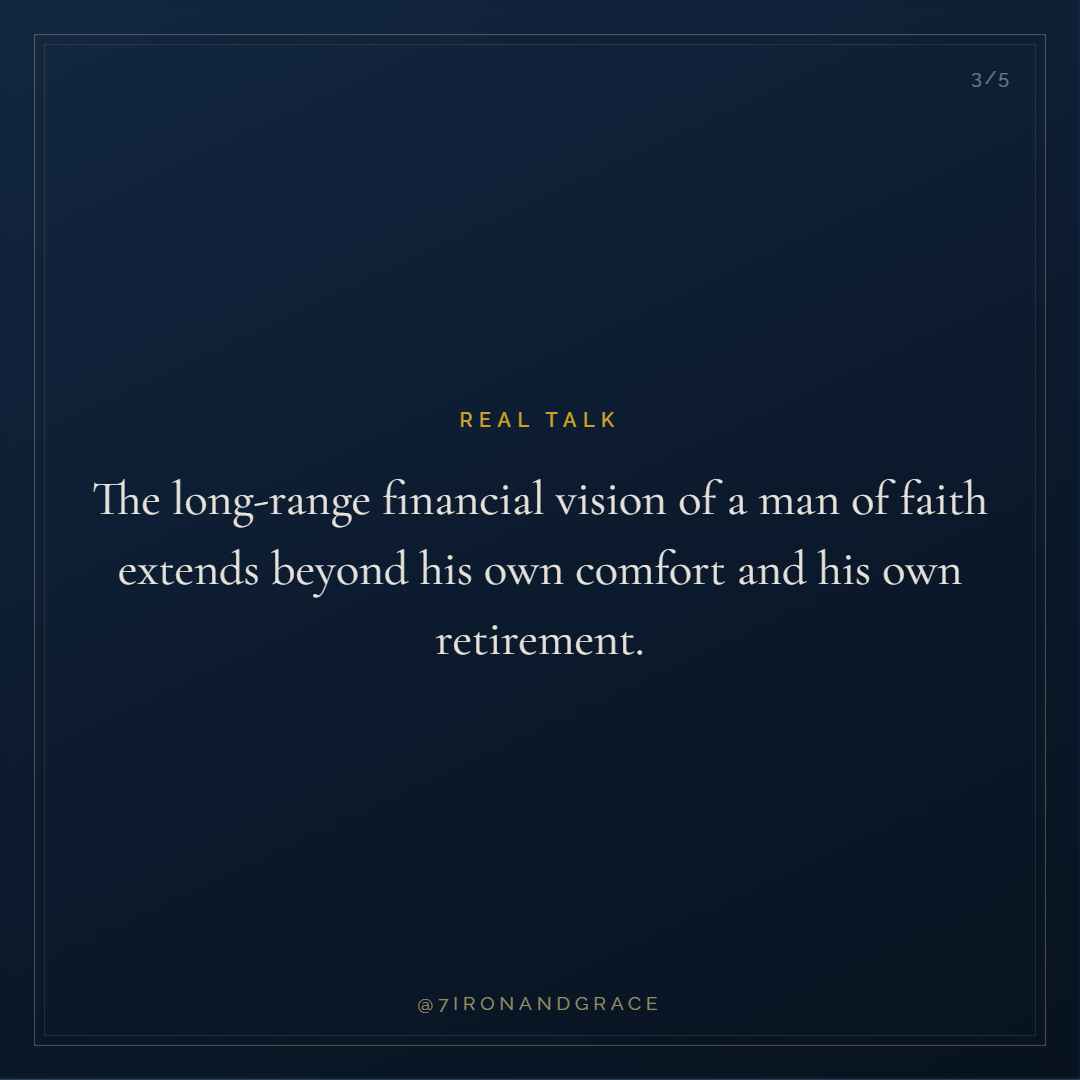 3/5
REAL TALK
The long-range financial vision of a man of faith
extends beyond his own comfort and his own
retirement.
@7IRONANDGRACE